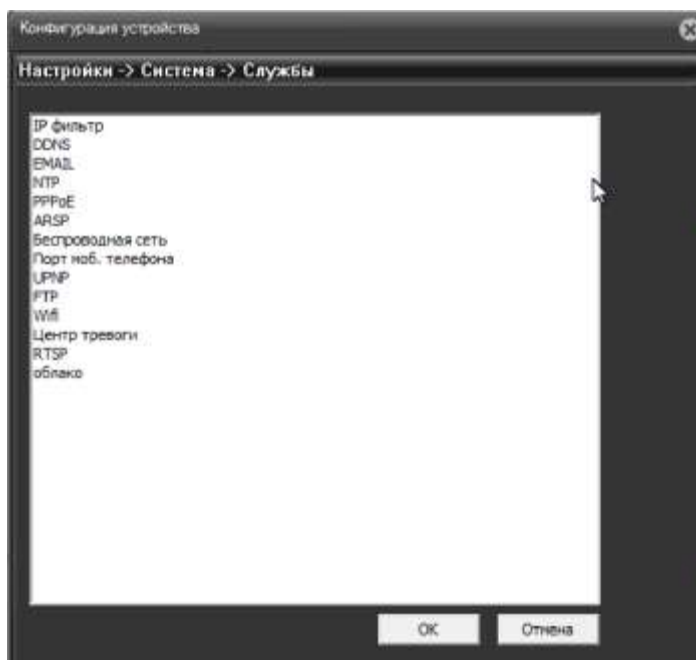 Конфигурация устройства
Настройки -> Система -> Службы
IP фильтр
DDNS
EMAIL
NTP
PPPoE
ARSP
Беспроводная сеть
Порт моб. телефона
UPNP
FTP
Wifi
Центр тревоги
RTSP
облако
OK
Отмена